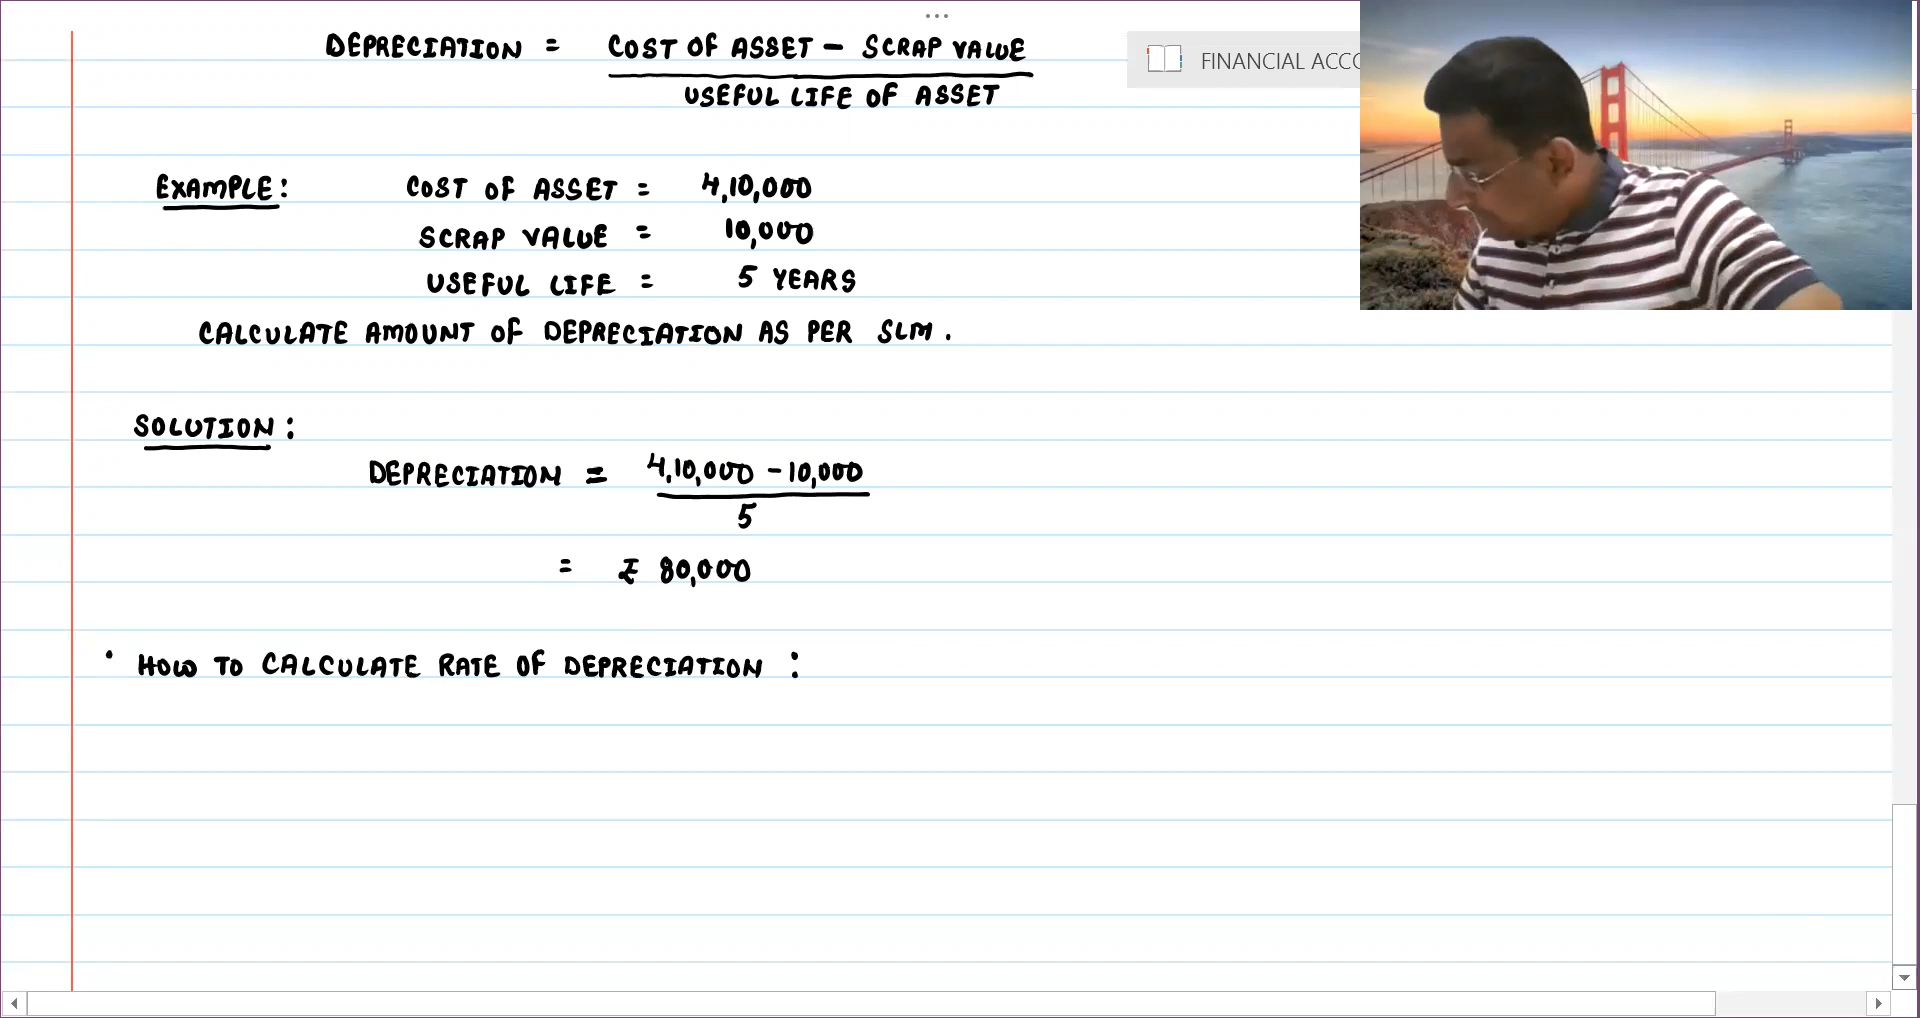 DEPRECIATION = COST OF ASSET - SCRAP VALUE
USEFUL LIFE OF ASSET
FINANCIAL ACCO
EXAMPLE: COST OF ASSET = 4,10,000
SCRAP VALUE = 10,000
USEFUL LIFE = 5 YEARS
CALCULATE AMOUNT OF DEPRECIATION AS PER SLM.
SOLUTION:
DEPRECIATION = 4,10,000 - 10,000
5
= ₹ 80,000
• HOW TO CALCULATE RATE OF DEPRECIATION :